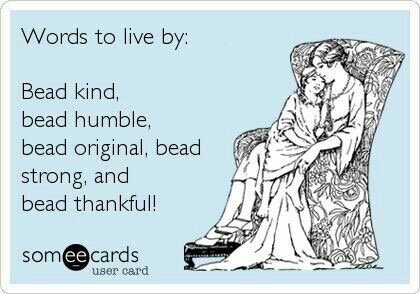 Words to live by:
Bead kind,
bead humble,
bead original, bead
strong, and
bead thankful!
someecards
user card